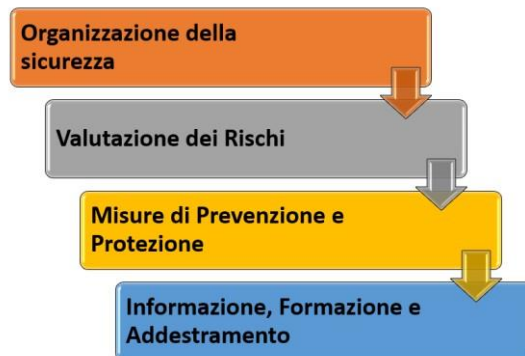 Organizzazione della
sicurezza
Valutazione dei Rischi
Misure di Prevenzione e
Protezione
Informazione, Formazione e
Addestramento